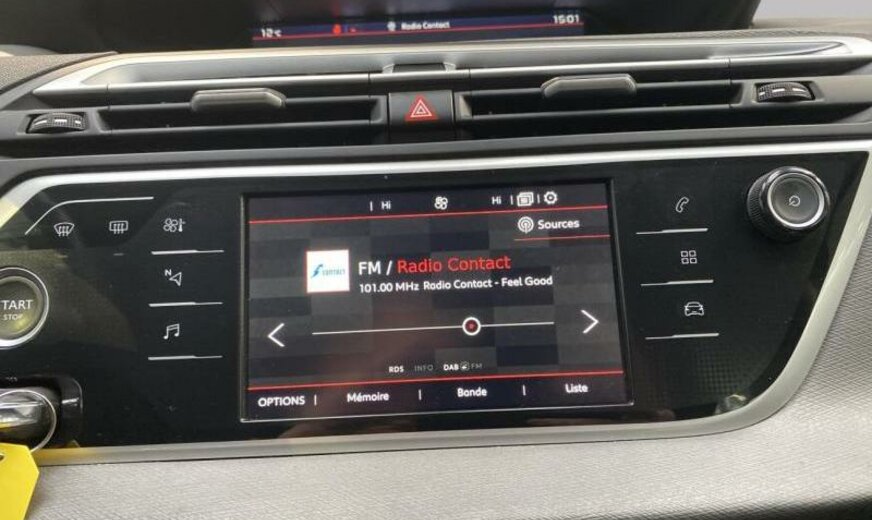 12°C Radio Contact 15:01
Hi Hi
Sources
CONTACT
FM / Radio Contact
101.00 MHz Radio Contact - Feel Good
START
STOP
N
RDS INFO DAB FM
OPTIONS | Mémoire | Bande | Liste